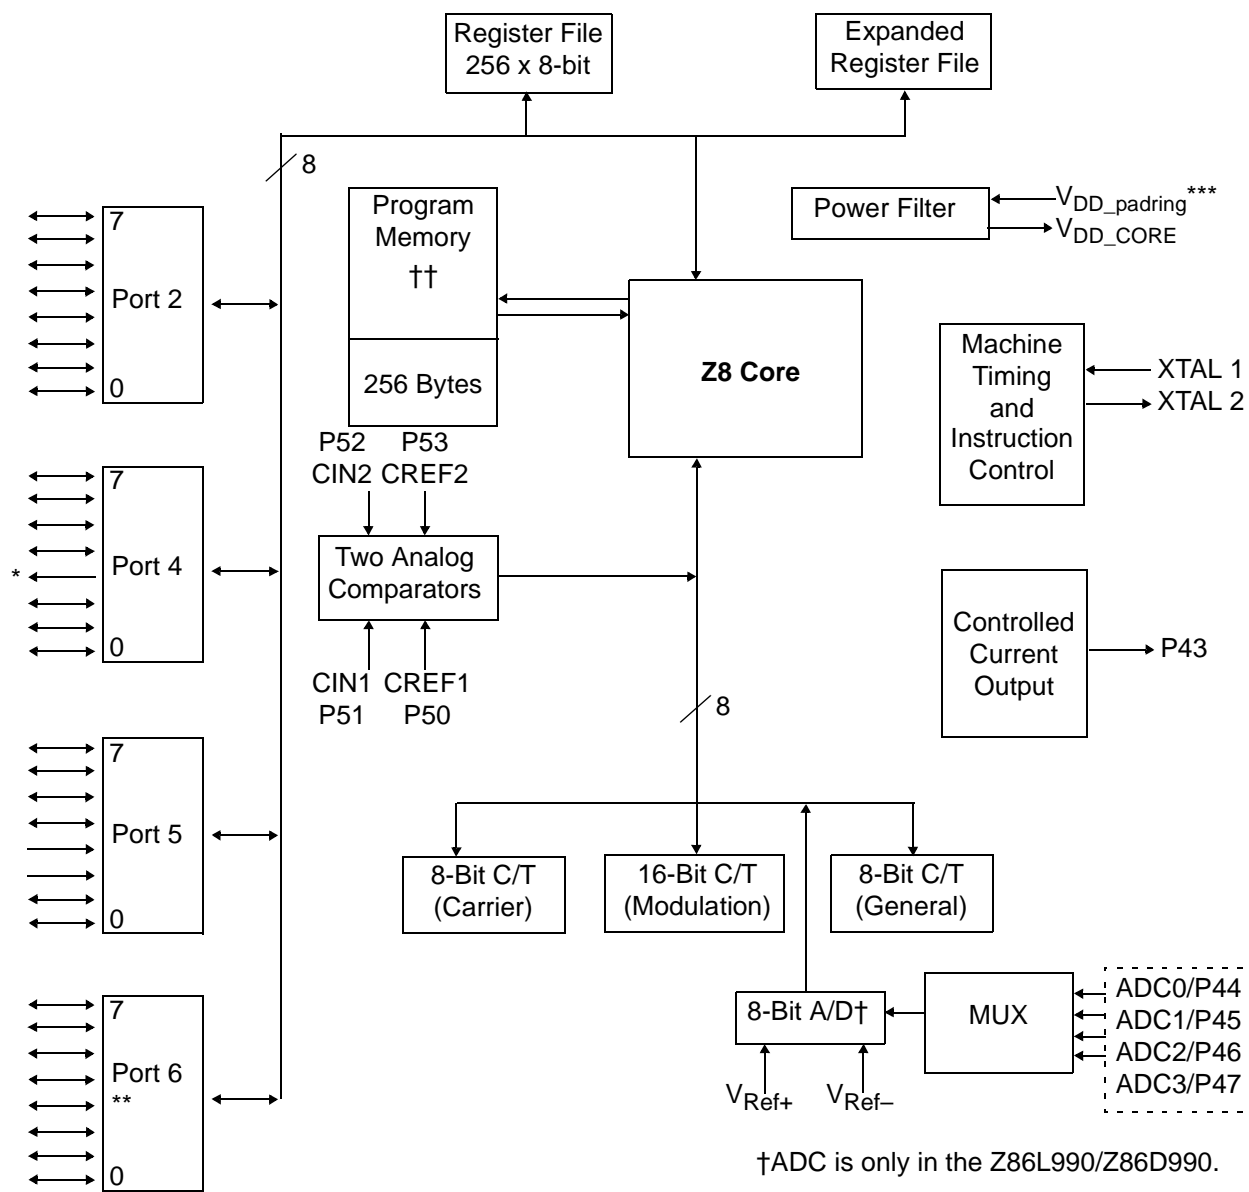 Register File
256 x 8-bit
Expanded
Register File
8
Program
Memory
††
256 Bytes
Power Filter
VDD_padring***
VDD_CORE
7
Port 2
0
Z8 Core
Machine
Timing
and
Instruction
Control
XTAL 1
XTAL 2
P52 P53
CIN2 CREF2
7
*
Port 4
0
Two Analog
Comparators
CIN1 CREF1
P51 P50
Controlled
Current
Output
P43
8
7
Port 5
0
8-Bit C/T
(Carrier)
16-Bit C/T
(Modulation)
8-Bit C/T
(General)
7
Port 6
**
0
8-Bit A/D†
MUX
ADC0/P44
ADC1/P45
ADC2/P46
ADC3/P47
VRef+ VRef–
†ADC is only in the Z86L990/Z86D990.